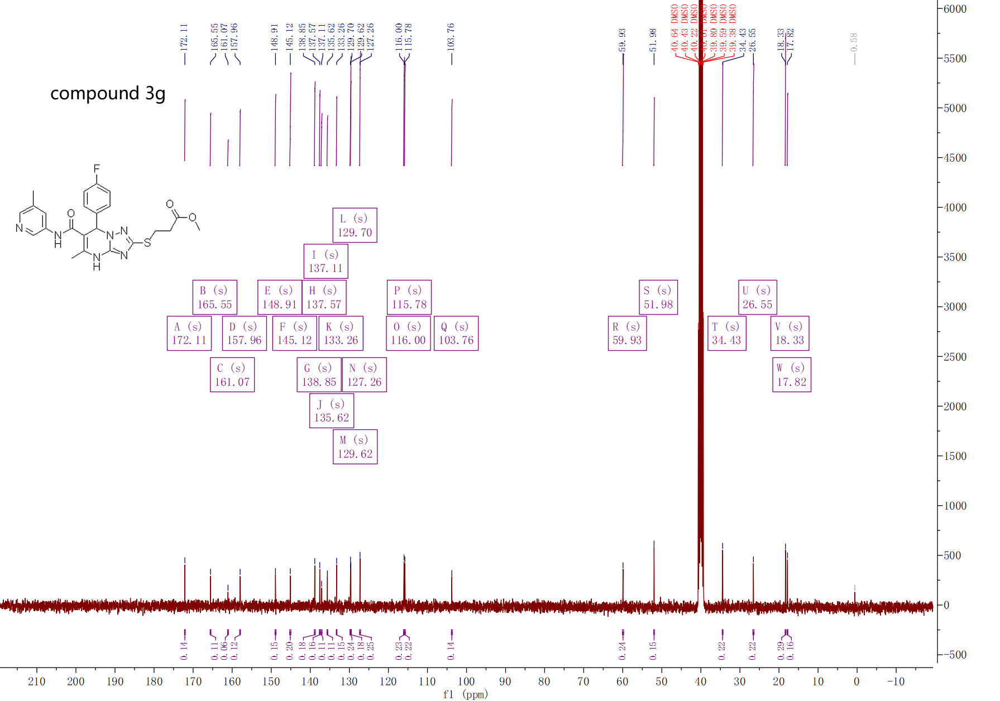 172.11
165.55
161.07
157.96
148.91
145.12
138.85
137.57
137.11
135.62
133.26
129.70
129.62
127.26
116.00
115.78
103.76
59.93
51.98
40.64 DMSO
40.43 DMSO
40.22 DMSO
40.01 DMSO
39.80 DMSO
39.59 DMSO
39.38 DMSO
34.43
26.55
18.33
17.82
0.58
compound 3g
F
O
N
N
H
N
N
N
N
H
S
O
O
L (s)
129.70
I (s)
137.11
B (s)
165.55
E (s)
148.91
H (s)
137.57
P (s)
115.78
S (s)
51.98
U (s)
26.55
A (s)
172.11
D (s)
157.96
F (s)
145.12
K (s)
133.26
O (s)
116.00
Q (s)
103.76
R (s)
59.93
T (s)
34.43
V (s)
18.33
C (s)
161.07
G (s)
138.85
N (s)
127.26
W (s)
17.82
J (s)
135.62
M (s)
129.62
6000
5500
5000
4500
4000
3500
3000
2500
2000
1500
1000
500
0
-500
0.14
0.11
0.06
0.12
0.15
0.20
0.18
0.16
0.11
0.11
0.15
0.24
0.18
0.25
0.23
0.22
0.14
0.24
0.15
0.22
0.22
0.29
0.16
210 200 190 180 170 160 150 140 130 120 110 100 90 80 70 60 50 40 30 20 10 0 -10
f1 (ppm)